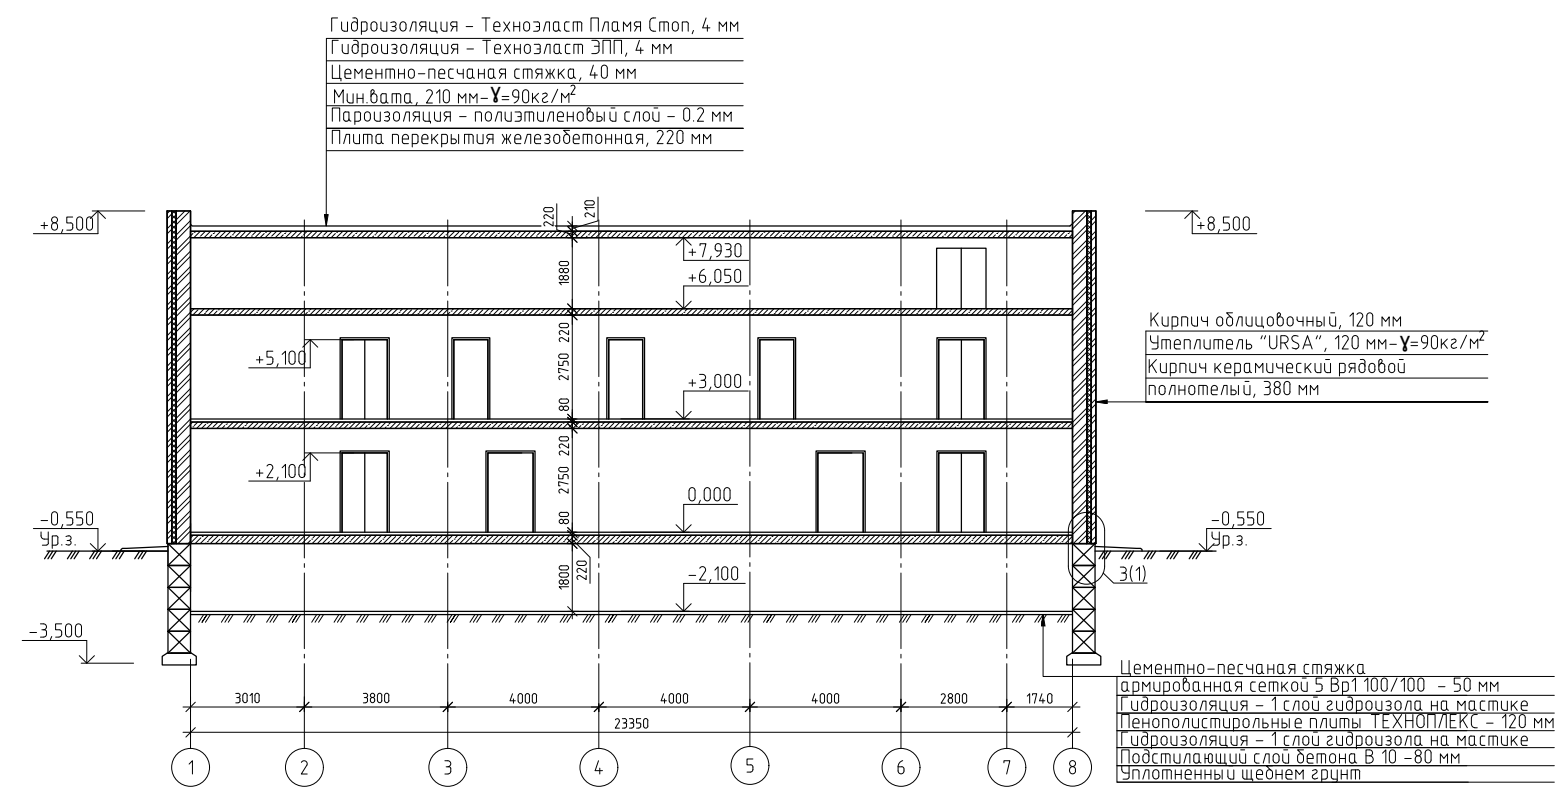 Гидроизоляция – Техноэласт Пламя Стоп, 4 мм
Гидроизоляция – Техноэласт ЭПП, 4 мм
Цементно-песчаная стяжка, 40 мм
Мин.вата, 210 мм-Ɣ=90кг/м²
Пароизоляция – полиэтиленовый слой – 0.2 мм
Плита перекрытия железобетонная, 220 мм
+8,500
220
210
+8,500
+7,930
+6,050
1880
Кирпич облицовочный, 120 мм
Утеплитель "URSA", 120 мм-Ɣ=90кг/м²
Кирпич керамический рядовой
полнотелый, 380 мм
220
+5,100
2750
+3,000
80
220
+2,100
2750
0,000
80
-0,550
Ур.з.
-0,550
Ур.з.
220
1800
-2,100
3(1)
-3,500
Цементно-песчаная стяжка
армированная сеткой 5 Вр1 100/100 – 50 мм
Гидроизоляция – 1 слой гидроизола на мастике
Пенополистирольные плиты ТЕХНОПЛЕКС – 120 мм
Гидроизоляция – 1 слой гидроизола на мастике
Подстилающий слой бетона В 10 –80 мм
Уплотненный щебнем грунт
3010 3800 4000 4000 4000 2800 1740
23350
1 2 3 4 5 6 7 8